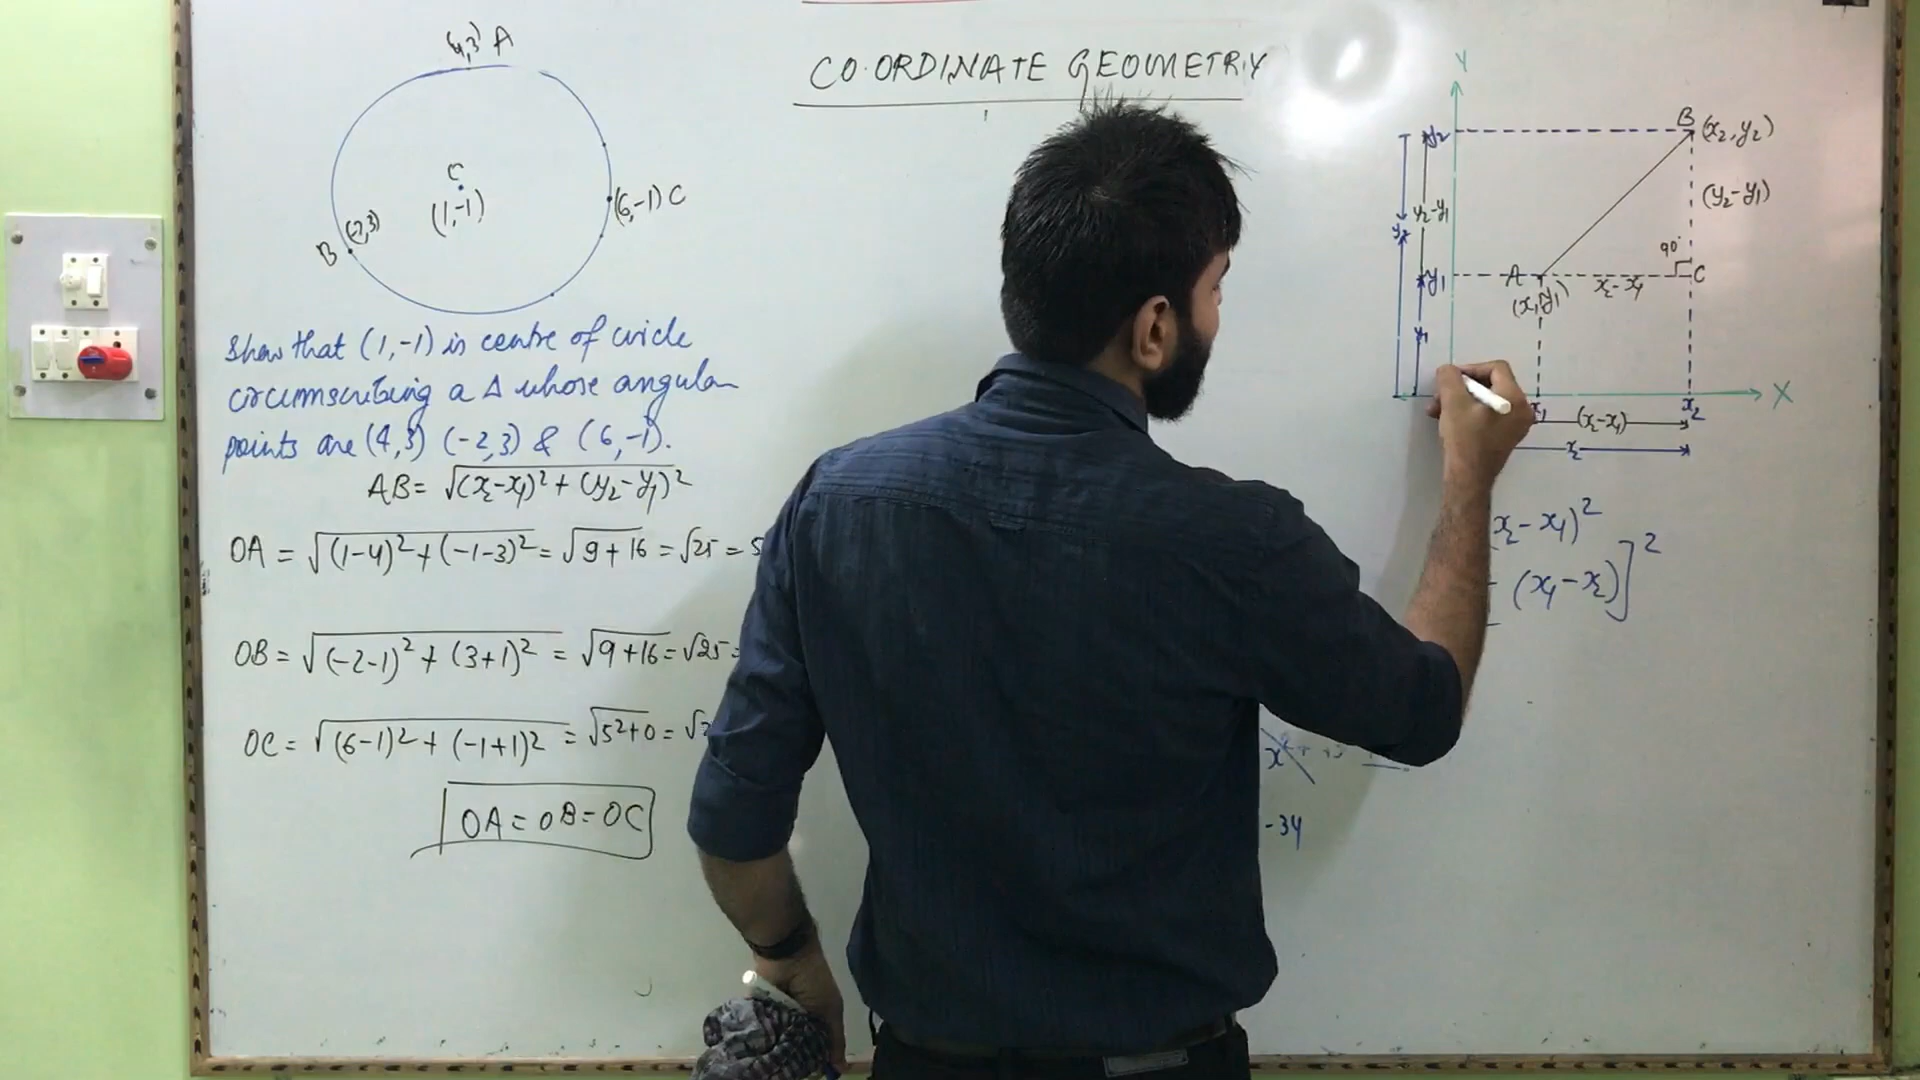 CO.ORDINATE GEOMETRY
(4,3) A
C
(1,-1)
(6,-1) C
(-2,3)
B
Show that (1,-1) is centre of circle
circumscribing a Δ whose angular
points are (4,3) (-2,3) & (6,-1).
AB = √(x₂-x₁)² + (y₂-y₁)²
OA = √(1-4)² + (-1-3)² = √9+16 = √25 = 5
OB = √(-2-1)² + (3+1)² = √9+16 = √25 =
OC = √(6-1)² + (-1+1)² = √5²+0 = √2
OA = OB = OC
Y
y₂
B (x₂, y₂)
y₂-y₁
(y₂-y₁)
y₂
90°
y₁
A
x₂-x₁
C
(x₁,y₁)
y₁
X
x₁
(x₂-x₁)
x₂
x₂
x₂-x₁)²
(x₁-x₂)]²
-34